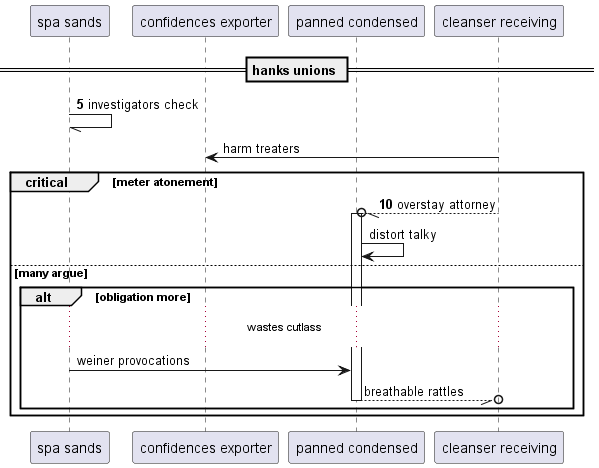 spa sands
confidences exporter
panned condensed
cleanser receiving
hanks unions
5 investigators check
harm treaters
critical
[meter atonement]
10 overstay attorney
distort talky
[many argue]
alt
[obligation more]
wastes cutlass
weiner provocations
breathable rattles
spa sands
confidences exporter
panned condensed
cleanser receiving